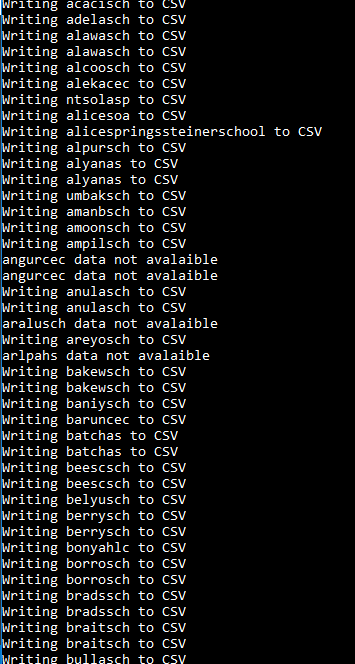 Writing acacisch to CSV
Writing adelasch to CSV
Writing alawasch to CSV
Writing alawasch to CSV
Writing alcoosch to CSV
Writing alekacec to CSV
Writing ntsolasp to CSV
Writing alicesoa to CSV
Writing alicespringssteinerschool to CSV
Writing alpursch to CSV
Writing alyanas to CSV
Writing alyanas to CSV
Writing umbaksch to CSV
Writing amanbsch to CSV
Writing amoonsch to CSV
Writing ampilsch to CSV
angurcec data not avalaible
angurcec data not avalaible
Writing anulasch to CSV
Writing anulasch to CSV
aralusch data not avalaible
Writing areyosch to CSV
arlpahs data not avalaible
Writing bakewsch to CSV
Writing bakewsch to CSV
Writing baniysch to CSV
Writing baruncec to CSV
Writing batchas to CSV
Writing batchas to CSV
Writing beescsch to CSV
Writing beescsch to CSV
Writing belyusch to CSV
Writing berrysch to CSV
Writing berrysch to CSV
Writing bonyahlc to CSV
Writing borrosch to CSV
Writing borrosch to CSV
Writing bradssch to CSV
Writing bradssch to CSV
Writing braitsch to CSV
Writing braitsch to CSV
Writing bullasch to CSV